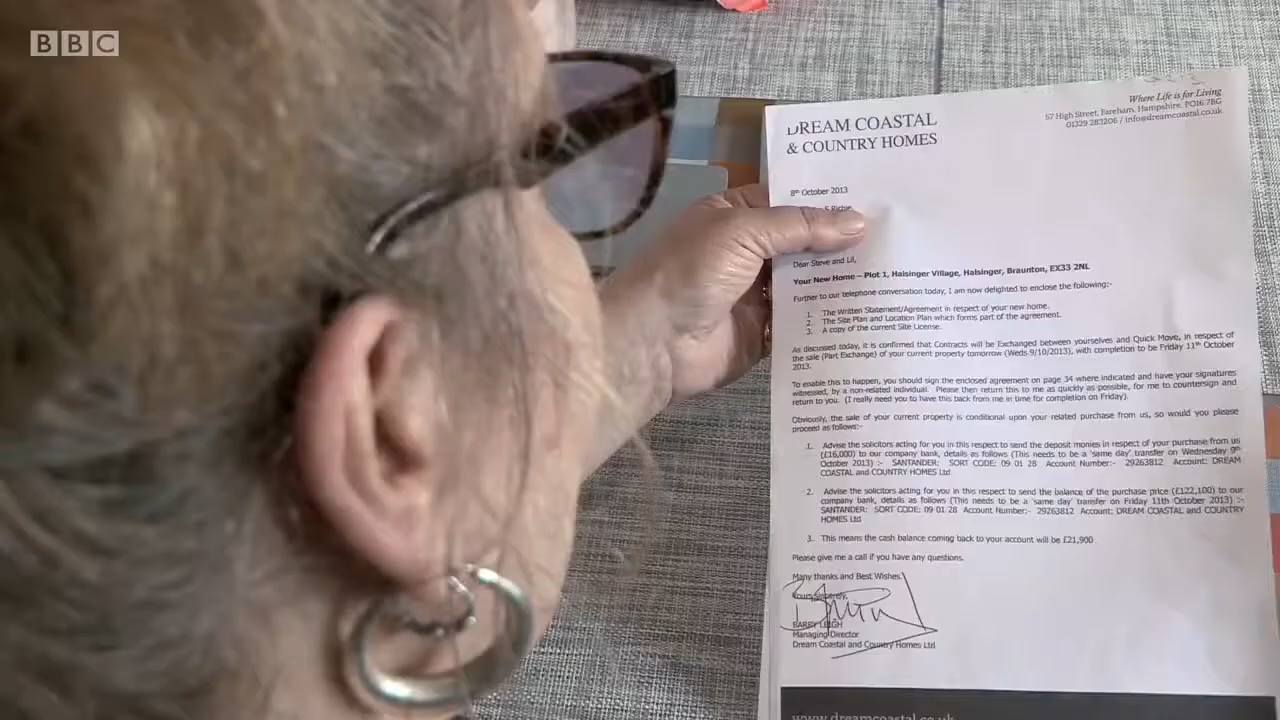 BBC
DREAM COASTAL
& COUNTRY HOMES
Where Life is for Living
57 High Street, Fareham, Hampshire, PO16 7BG
01329 283206 / info@dreamcoastal.co.uk
8th October 2013
Richie
Dear Steve and Lil,
Your New Home – Plot 1, Halsinger Village, Halsinger, Braunton, EX33 2NL
Further to our telephone conversation today, I am now delighted to enclose the following:-
1. The Written Statement/Agreement in respect of your new home.
2. The Site Plan and Location Plan which forms part of the agreement.
3. A copy of the current Site License.
As discussed today, it is confirmed that Contracts will be Exchanged between yourselves and Quick Move, in respect of
the sale (Part Exchange) of your current property tomorrow (Weds 9/10/2013), with completion to be Friday 11th October
2013.
To enable this to happen, you should sign the enclosed agreement on page 34 where indicated and have your signatures
witnessed, by a non-related individual. Please then return this to me as quickly as possible, for me to countersign and
return to you. (I really need you to have this back from me in time for completion on Friday).
Obviously, the sale of your current property is conditional upon your related purchase from us, so would you please
proceed as follows:-
1. Advise the solicitors acting for you in this respect to send the deposit monies in respect of your purchase from us
(£16,000) to our company bank, details as follows (This needs to be a 'same day' transfer on Wednesday 9th
October 2013) :- SANTANDER: SORT CODE: 09 01 28 Account Number:- 29263812 Account: DREAM
COASTAL and COUNTRY HOMES Ltd
2. Advise the solicitors acting for you in this respect to send the balance of the purchase price (£122,100) to our
company bank, details as follows (This needs to be a 'same day' transfer on Friday 11th October 2013) :-
SANTANDER: SORT CODE: 09 01 28 Account Number:- 29263812 Account: DREAM COASTAL and COUNTRY
HOMES Ltd
3. This means the cash balance coming back to your account will be £21,900
Please give me a call if you have any questions.
Many thanks and Best Wishes.
Yours Sincerely,
BARRY LEIGH
Managing Director
Dream Coastal and Country Homes Ltd
www.dreamcoastal.co.uk